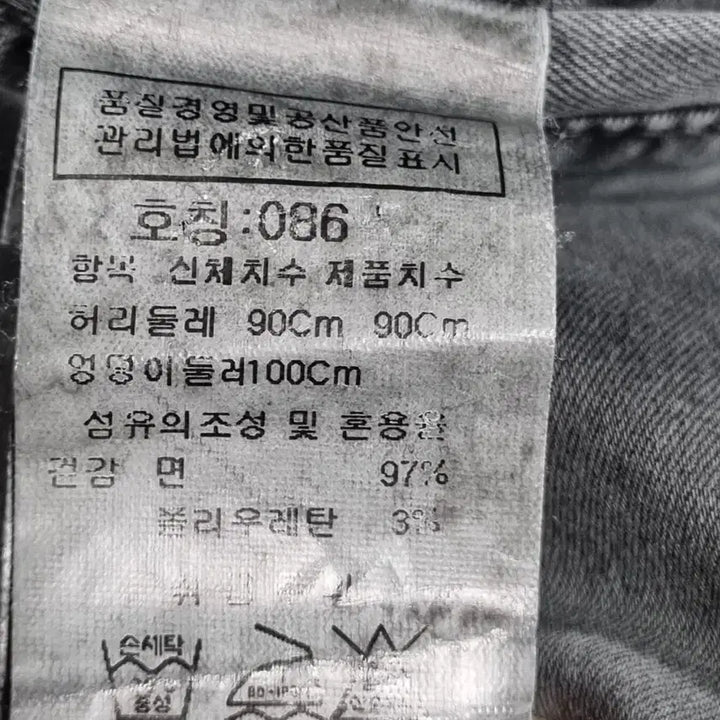 품질경영및공산품안전
관리법에의한품질표시
호칭:086
항목 신체치수 제품치수
허리둘레 90Cm 90Cm
엉덩이둘레100Cm
섬유의조성 및 혼용율
겉감 면 97%
폴리우레탄 3%
손세탁
중성